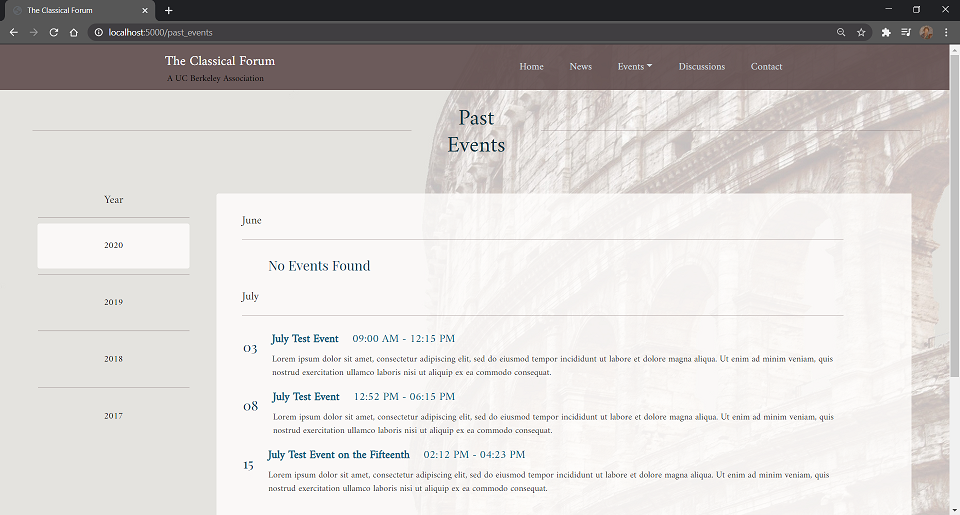 The Classical Forum
localhost:5000/past_events
The Classical Forum
A UC Berkeley Association
Home News Events Discussions Contact
Past
Events
Year
2020
2019
2018
2017
June
No Events Found
July
03
July Test Event 09:00 AM - 12:15 PM
Lorem ipsum dolor sit amet, consectetur adipiscing elit, sed do eiusmod tempor incididunt ut labore et dolore magna aliqua. Ut enim ad minim veniam, quis
nostrud exercitation ullamco laboris nisi ut aliquip ex ea commodo consequat.
08
July Test Event 12:52 PM - 06:15 PM
Lorem ipsum dolor sit amet, consectetur adipiscing elit, sed do eiusmod tempor incididunt ut labore et dolore magna aliqua. Ut enim ad minim veniam, quis
nostrud exercitation ullamco laboris nisi ut aliquip ex ea commodo consequat.
15
July Test Event on the Fifteenth 02:12 PM - 04:23 PM
Lorem ipsum dolor sit amet, consectetur adipiscing elit, sed do eiusmod tempor incididunt ut labore et dolore magna aliqua. Ut enim ad minim veniam, quis
nostrud exercitation ullamco laboris nisi ut aliquip ex ea commodo consequat.